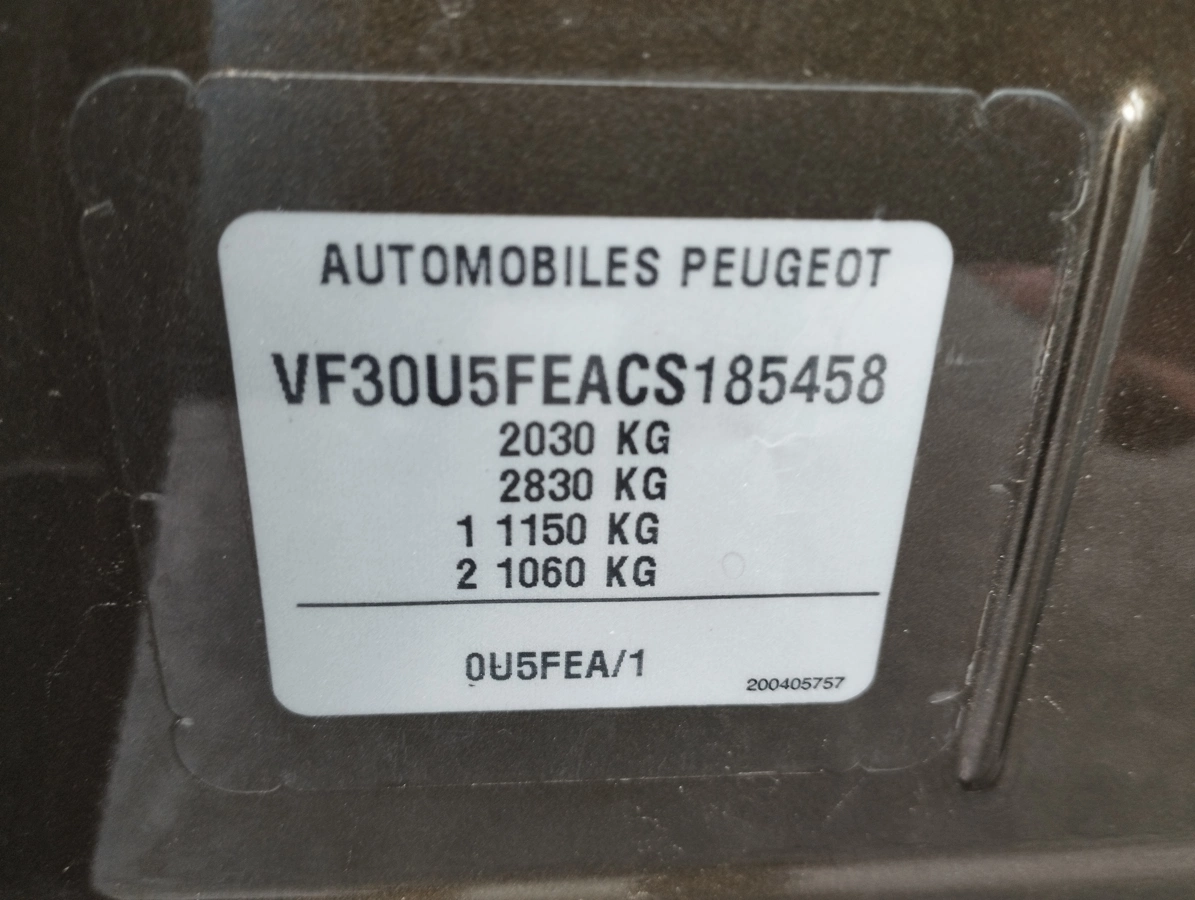 AUTOMOBILES PEUGEOT
VF30U5FEACS185458
2030 KG
2830 KG
1 1150 KG
2 1060 KG
0U5FEA/1
200405757